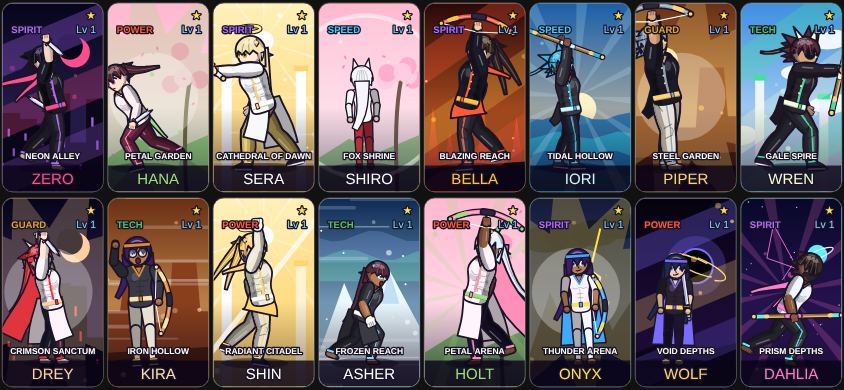 SPIRIT Lv 1
NEON ALLEY
ZERO
POWER Lv 1
PETAL GARDEN
HANA
SPIRIT Lv 1
CATHEDRAL OF DAWN
SERA
SPEED Lv 1
FOX SHRINE
SHIRO
SPIRIT Lv 1
BLAZING REACH
BELLA
SPEED Lv 1
TIDAL HOLLOW
IORI
GUARD Lv 1
STEEL GARDEN
PIPER
TECH Lv 1
GALE SPIRE
WREN
GUARD Lv 1
CRIMSON SANCTUM
DREY
TECH Lv 1
IRON HOLLOW
KIRA
POWER Lv 1
RADIANT CITADEL
SHIN
TECH Lv 1
FROZEN REACH
ASHER
POWER Lv 1
PETAL ARENA
HOLT
SPIRIT Lv 1
THUNDER ARENA
ONYX
POWER Lv 1
VOID DEPTHS
WOLF
SPIRIT Lv 1
PRISM DEPTHS
DAHLIA